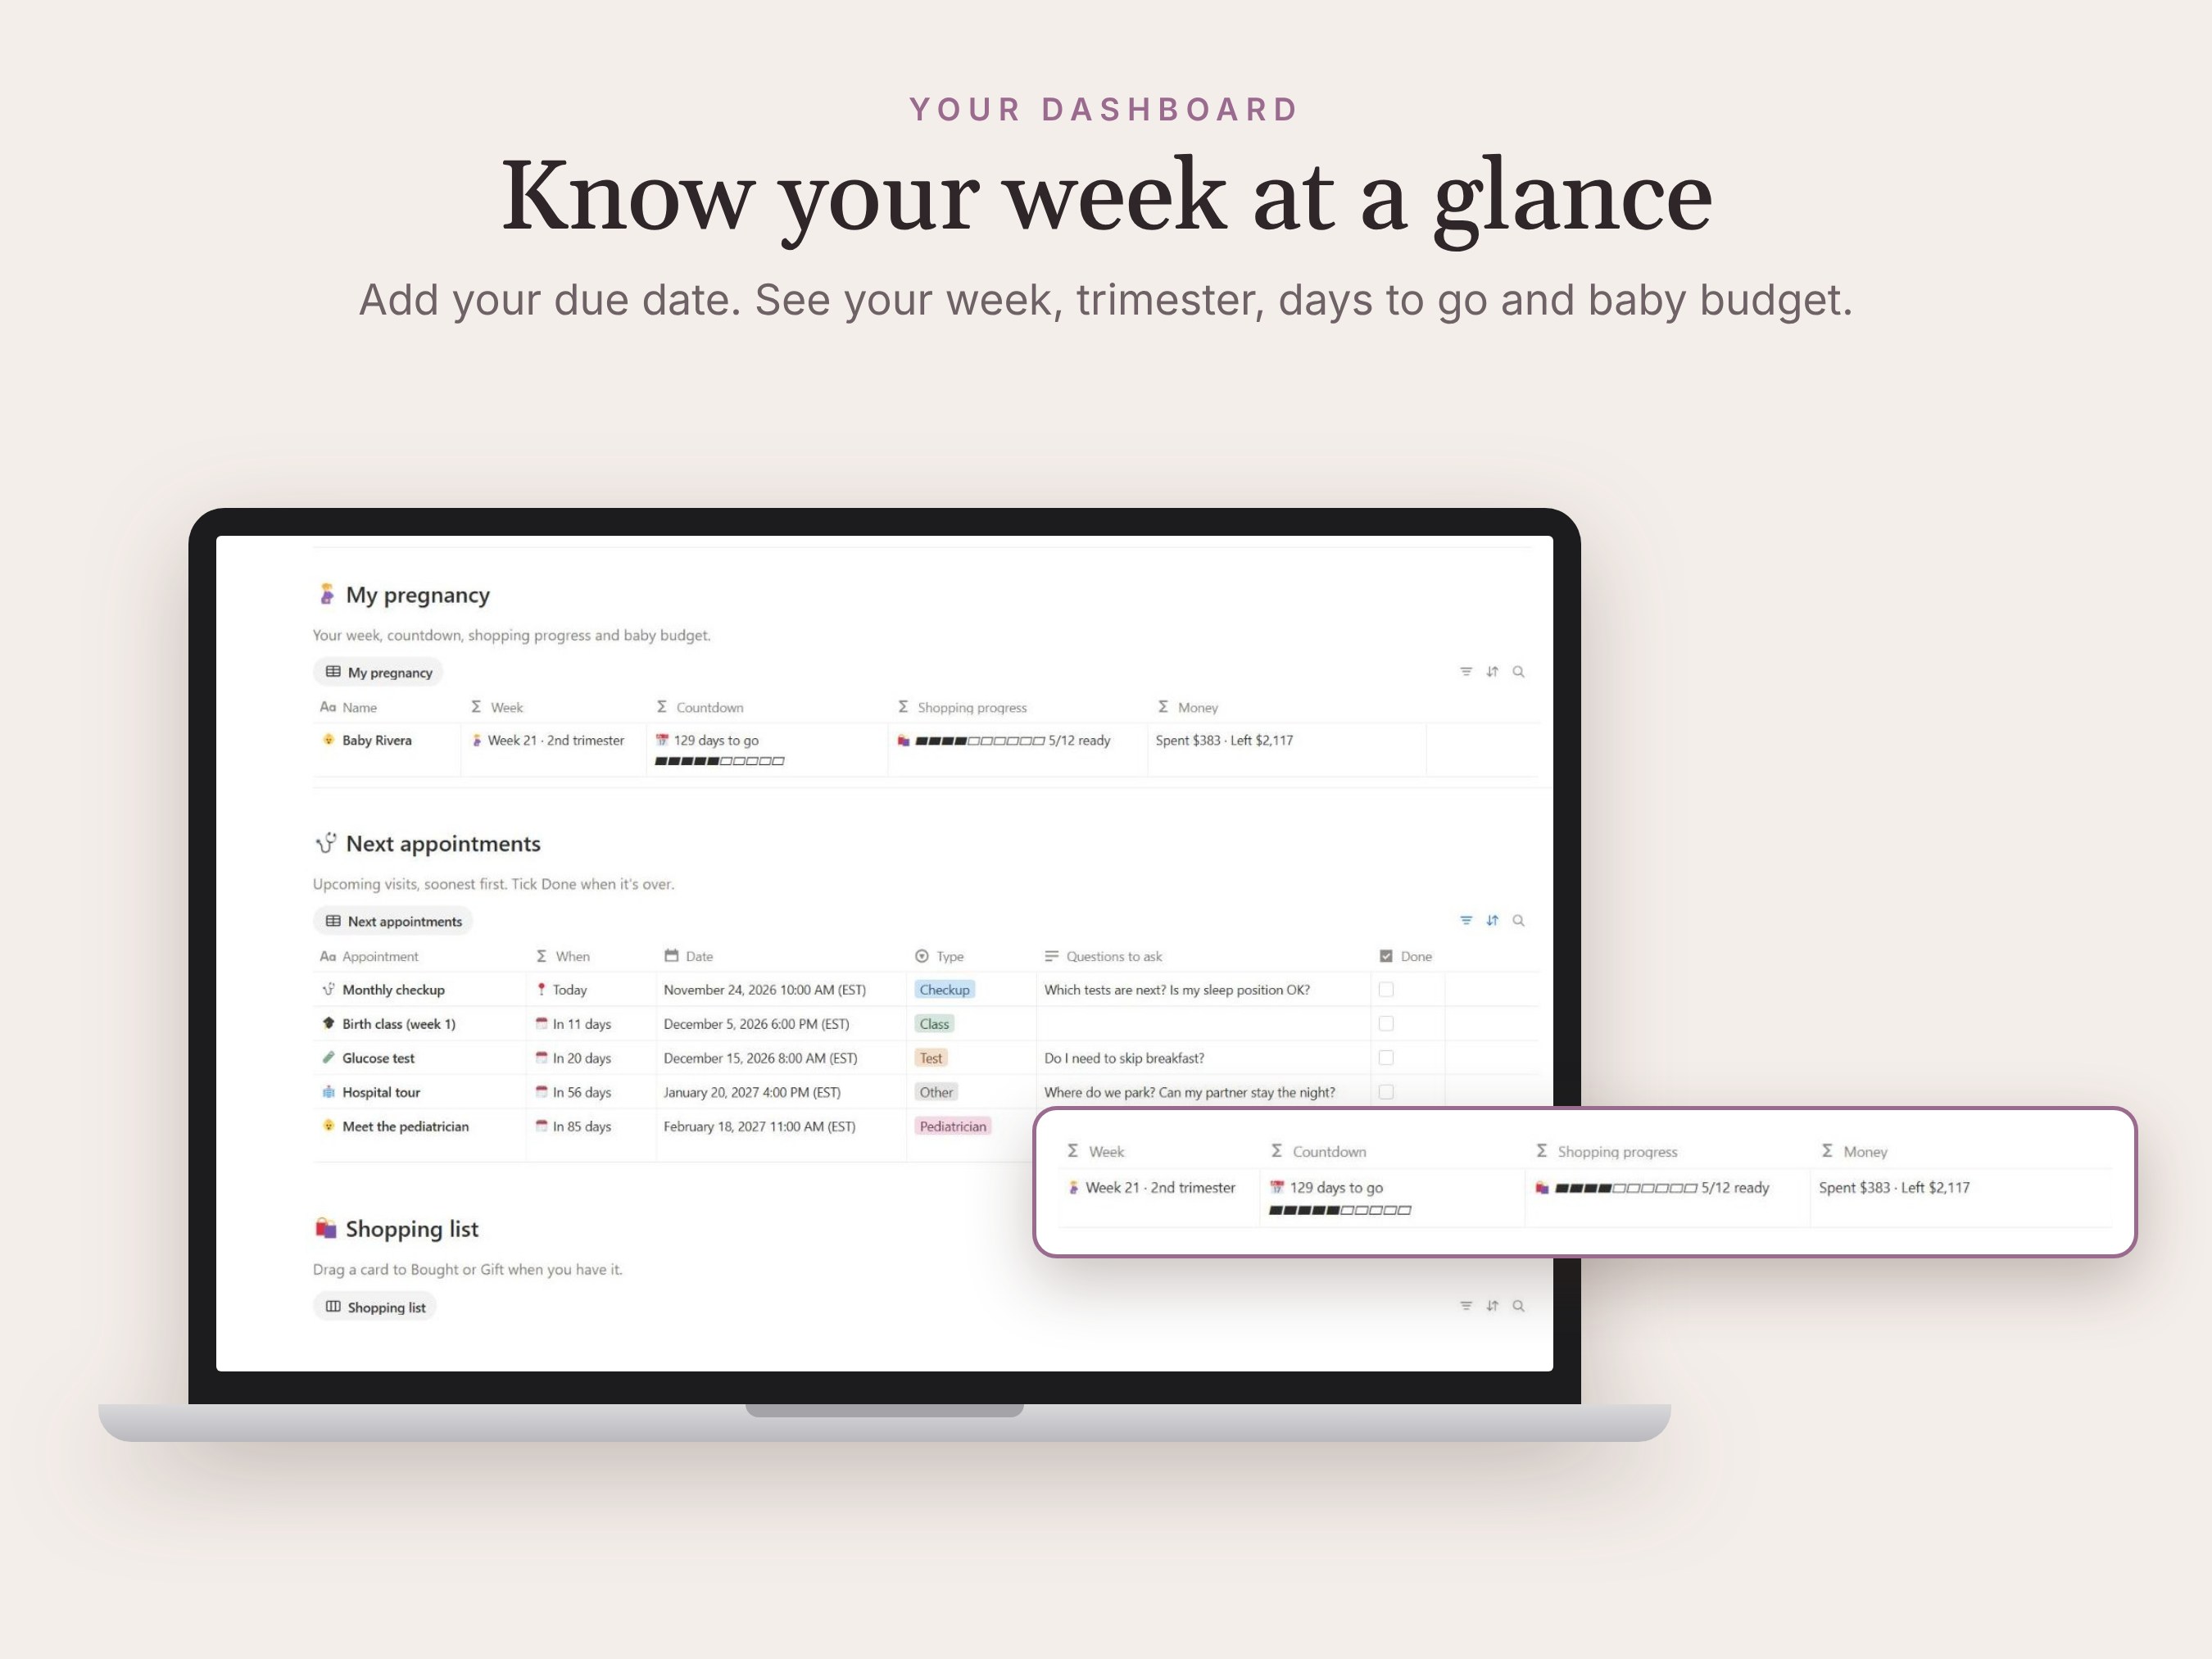 YOUR DASHBOARD
Know your week at a glance
Add your due date. See your week, trimester, days to go and baby budget.
My pregnancy
Your week, countdown, shopping progress and baby budget.
My pregnancy
Aa Name Σ Week Σ Countdown Σ Shopping progress Σ Money
Baby Rivera Week 21 · 2nd trimester 129 days to go 5/12 ready Spent $383 · Left $2,117
Next appointments
Upcoming visits, soonest first. Tick Done when it's over.
Next appointments
Aa Appointment Σ When Date Type Questions to ask Done
Monthly checkup Today November 24, 2026 10:00 AM (EST) Checkup Which tests are next? Is my sleep position OK?
Birth class (week 1) In 11 days December 5, 2026 6:00 PM (EST) Class
Glucose test In 20 days December 15, 2026 8:00 AM (EST) Test Do I need to skip breakfast?
Hospital tour In 56 days January 20, 2027 4:00 PM (EST) Other Where do we park? Can my partner stay the night?
Meet the pediatrician In 85 days February 18, 2027 11:00 AM (EST) Pediatrician
Σ Week Σ Countdown Σ Shopping progress Σ Money
Week 21 · 2nd trimester 129 days to go 5/12 ready Spent $383 · Left $2,117
Shopping list
Drag a card to Bought or Gift when you have it.
Shopping list